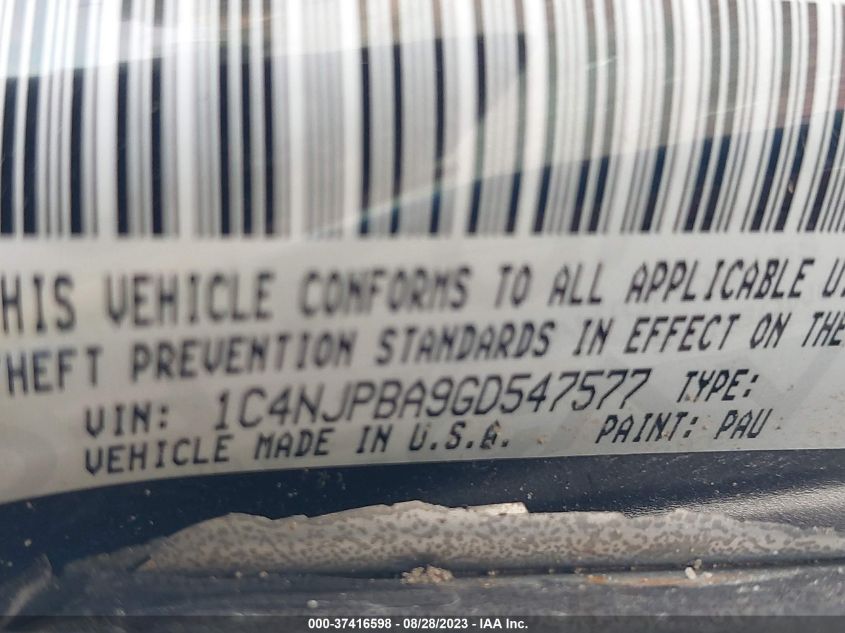 HIS VEHICLE CONFORMS TO ALL APPLICABLE U
HEFT PREVENTION STANDARDS IN EFFECT ON THE
VIN: 1C4NJPBA9GD547577 TYPE:
VEHICLE MADE IN U.S.A. PAINT: PAU
000-37416598 - 08/28/2023 - IAA Inc.